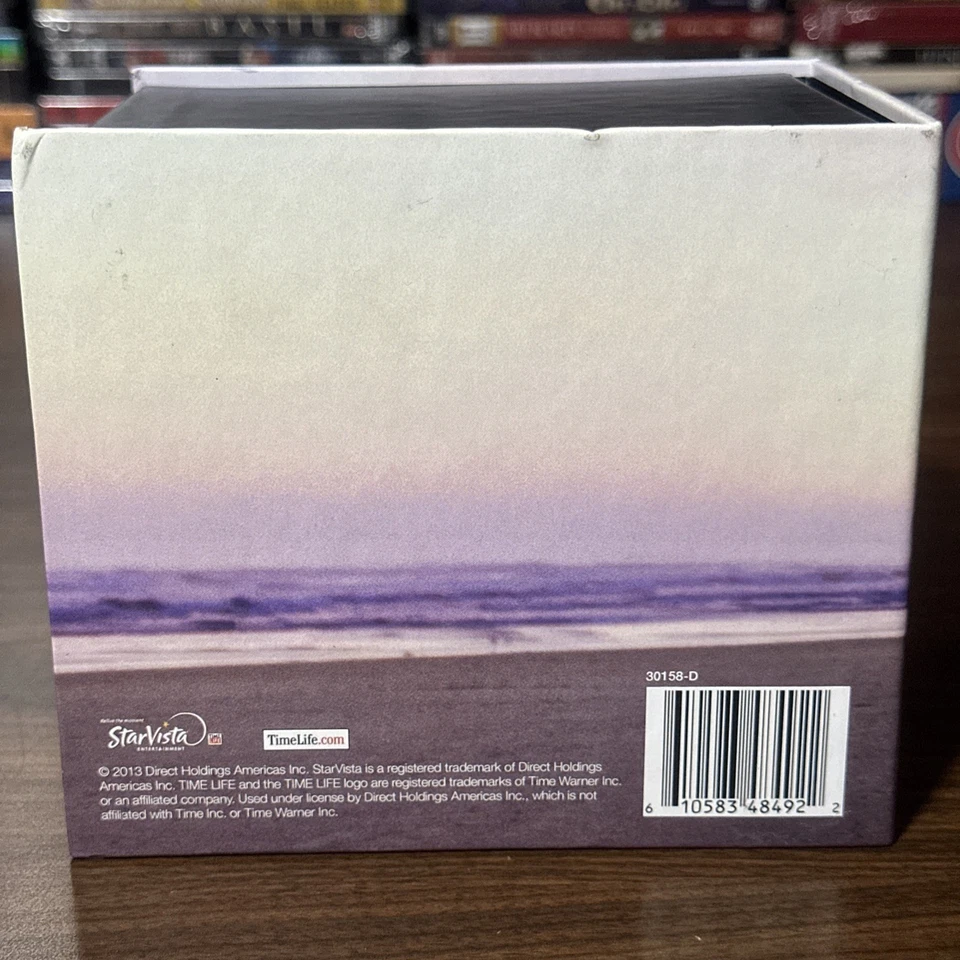 30158-D
Relive the moment
StarVista
ENTERTAINMENT
TimeLife.com
© 2013 Direct Holdings Americas Inc. StarVista is a registered trademark of Direct Holdings
Americas Inc. TIME LIFE and the TIME LIFE logo are registered trademarks of Time Warner Inc.
or an affiliated company. Used under license by Direct Holdings Americas Inc., which is not
affiliated with Time Inc. or Time Warner Inc.
6 10583 48492 2